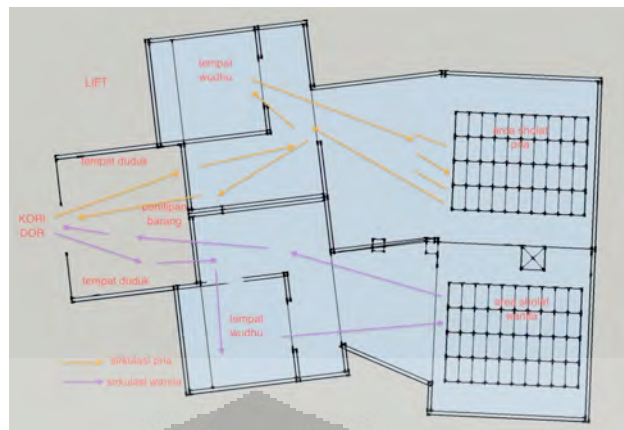 LIFT
tempat
wudhu
area sholat
pria
tempat duduk
penitipan
barang
KORI
DOR
tempat duduk
tempat
wudhu
area sholat
wanita
sirkulasi pria
sirkulasi wanita